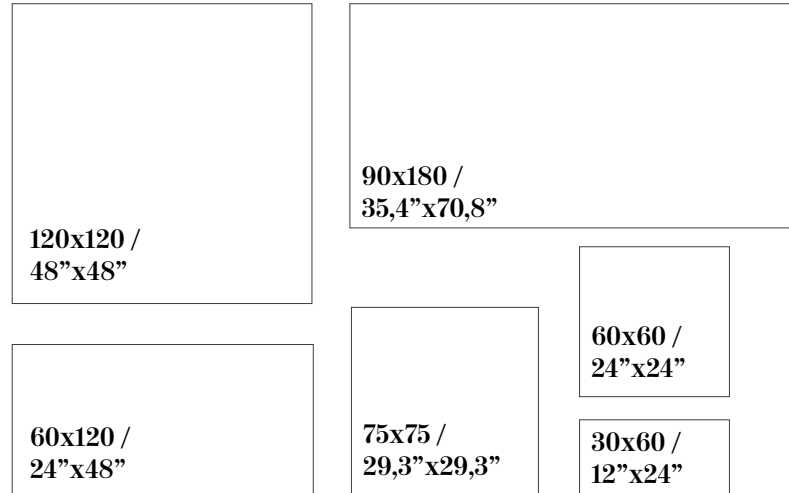 120x120 /
48”x48”
90x180 /
35,4”x70,8”
60x120 /
24”x48”
75x75 /
29,3”x29,3”
60x60 /
24”x24”
30x60 /
12”x24”